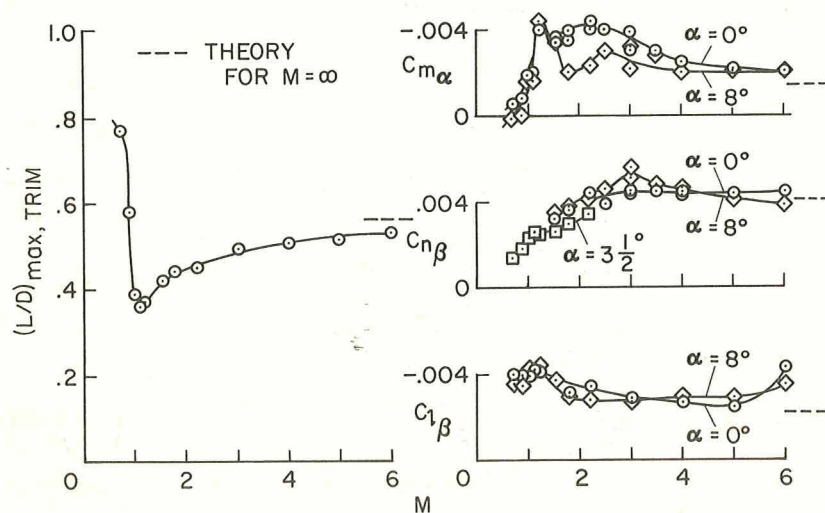 1.0
.8
.6
.4
.2
0
2
4
6
(L/D)max, TRIM
--- THEORY
FOR M=∞
M
-.004
Cmα
0
α=0°
α=8°
.004
Cnβ
0
α=0°
α=8°
α=3 1/2°
-.004
Clβ
α=8°
α=0°
0
2
4
6